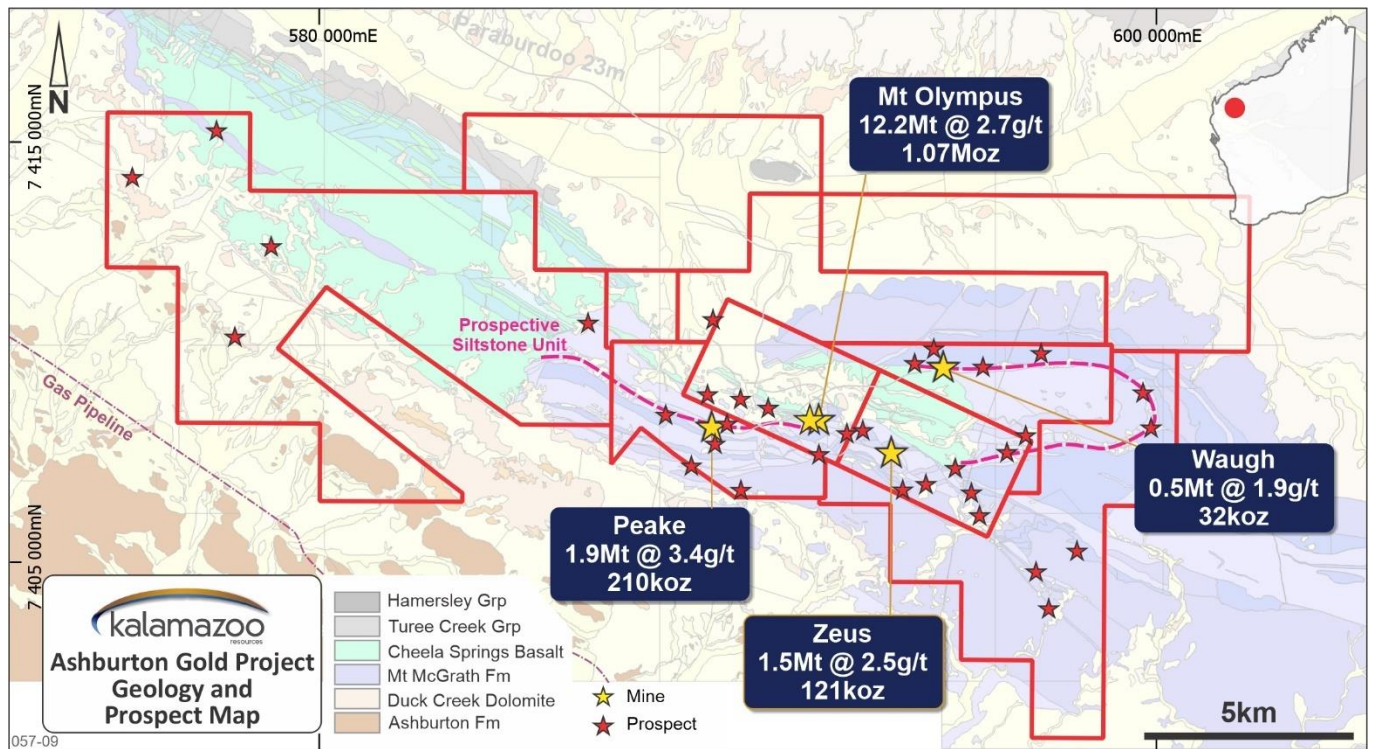 580 000mE
600 000mE
Paraburdoo 23m
N
7 415 000mN
7 405 000mN
Mt Olympus
12.2Mt @ 2.7g/t
1.07Moz
Prospective
Siltstone Unit
Gas Pipeline
Waugh
0.5Mt @ 1.9g/t
32koz
Peake
1.9Mt @ 3.4g/t
210koz
Zeus
1.5Mt @ 2.5g/t
121koz
kalamazoo
resources
Ashburton Gold Project
Geology and
Prospect Map
Hamersley Grp
Turee Creek Grp
Cheela Springs Basalt
Mt McGrath Fm
Duck Creek Dolomite
Ashburton Fm
Mine
Prospect
5km
057-09